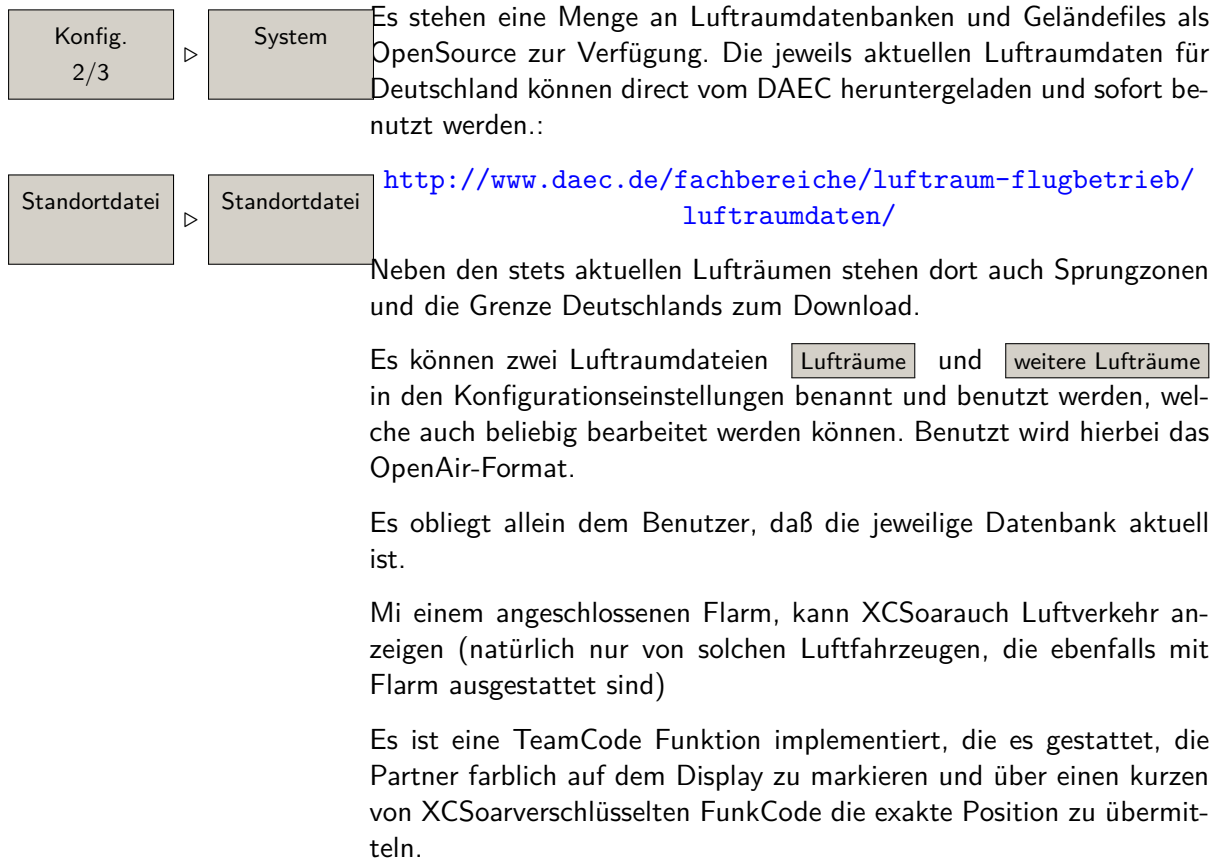 Konfig.
2/3
▷
System
Es stehen eine Menge an Luftraumdatenbanken und Geländefiles als
OpenSource zur Verfügung. Die jeweils aktuellen Luftraumdaten für
Deutschland können direct vom DAEC heruntergeladen und sofort be-
nutzt werden.:
Standortdatei
▷
Standortdatei
http://www.daec.de/fachbereiche/luftraum-flugbetrieb/
luftraumdaten/
Neben den stets aktuellen Lufträumen stehen dort auch Sprungzonen
und die Grenze Deutschlands zum Download.
Es können zwei Luftraumdateien Lufträume und weitere Lufträume
in den Konfigurationseinstellungen benannt und benutzt werden, wel-
che auch beliebig bearbeitet werden können. Benutzt wird hierbei das
OpenAir-Format.
Es obliegt allein dem Benutzer, daß die jeweilige Datenbank aktuell
ist.
Mi einem angeschlossenen Flarm, kann XCSoarauch Luftverkehr an-
zeigen (natürlich nur von solchen Luftfahrzeugen, die ebenfalls mit
Flarm ausgestattet sind)
Es ist eine TeamCode Funktion implementiert, die es gestattet, die
Partner farblich auf dem Display zu markieren und über einen kurzen
von XCSoarverschlüsselten FunkCode die exakte Position zu übermit-
teln.